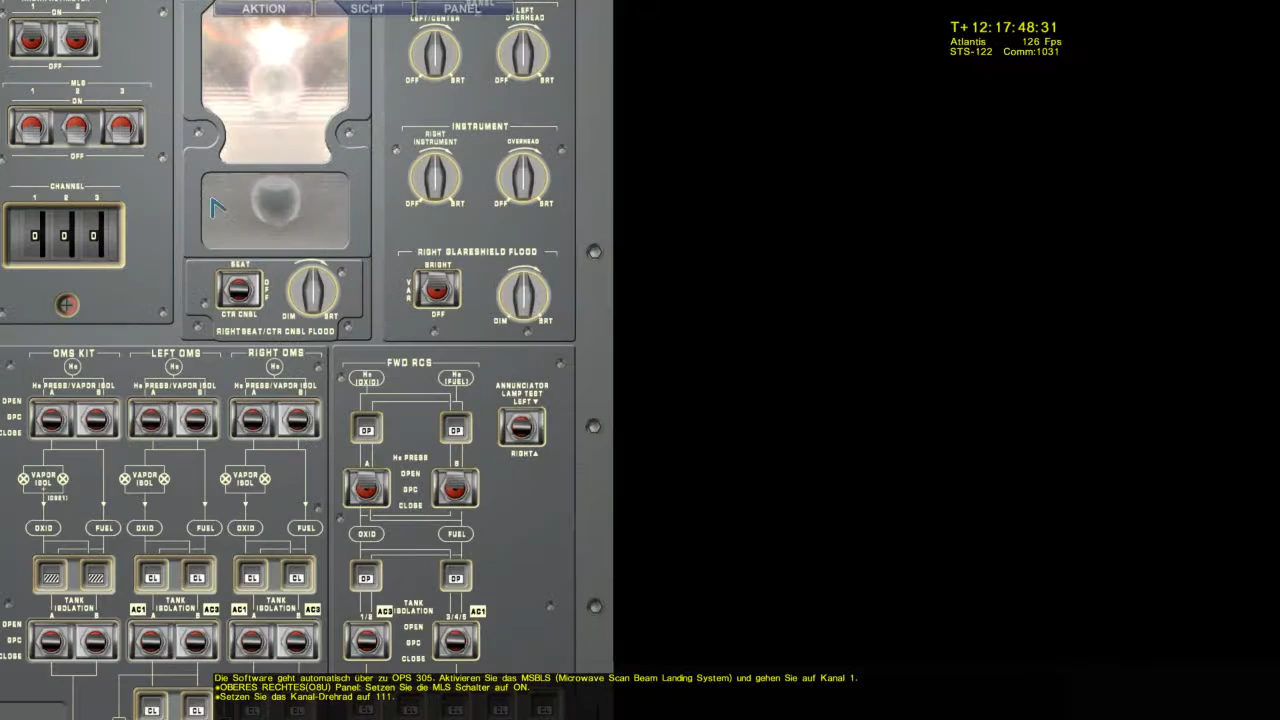 AKTION SICHT PANEL
T+12:17:48:31
Atlantis 126 Fps
STS-122 Comm:1031
ON
OFF
MLS
1 2 3
ON
OFF
CHANNEL
1 2 3
0 0 0
SEAT
OFF
CTR CNSL
DIM BRT
RIGHT SEAT/CTR CNSL FLOOD
LEFT/CENTER
LEFT OVERHEAD
OFF BRT OFF BRT
INSTRUMENT
RIGHT INSTRUMENT
OVERHEAD
OFF BRT OFF BRT
RIGHT GLARESHIELD FLOOD
BRIGHT
VAR
OFF
DIM BRT
OMS KIT LEFT OMS RIGHT OMS
He He He
He PRESS/VAPOR ISOL He PRESS/VAPOR ISOL He PRESS/VAPOR ISOL
A B A B A B
OPEN
GPC
CLOSE
VAPOR ISOL VAPOR ISOL VAPOR ISOL
OXID FUEL OXID FUEL OXID FUEL
CL CL CL CL
TANK ISOLATION AC1 TANK ISOLATION AC3 AC1 TANK ISOLATION AC3
A B A B A B
OPEN
GPC
CLOSE
FWD RCS
He (OXID) He (FUEL)
OP OP
He PRESS
A B
OPEN
GPC
CLOSE
OXID FUEL
OP OP
AC3 TANK ISOLATION AC1
1/2 3/4/5
OPEN
GPC
CLOSE
ANNUNCIATOR
LAMP TEST
LEFT▼
RIGHT▲
Die Software geht automatisch über zu OPS 305. Aktivieren Sie das MSBLS (Microwave Scan Beam Landing System) und gehen Sie auf Kanal 1.
*OBERES RECHTES(O8U) Panel: Setzen Sie die MLS Schalter auf ON.
*Setzen Sie das Kanal-Drehrad auf 111.